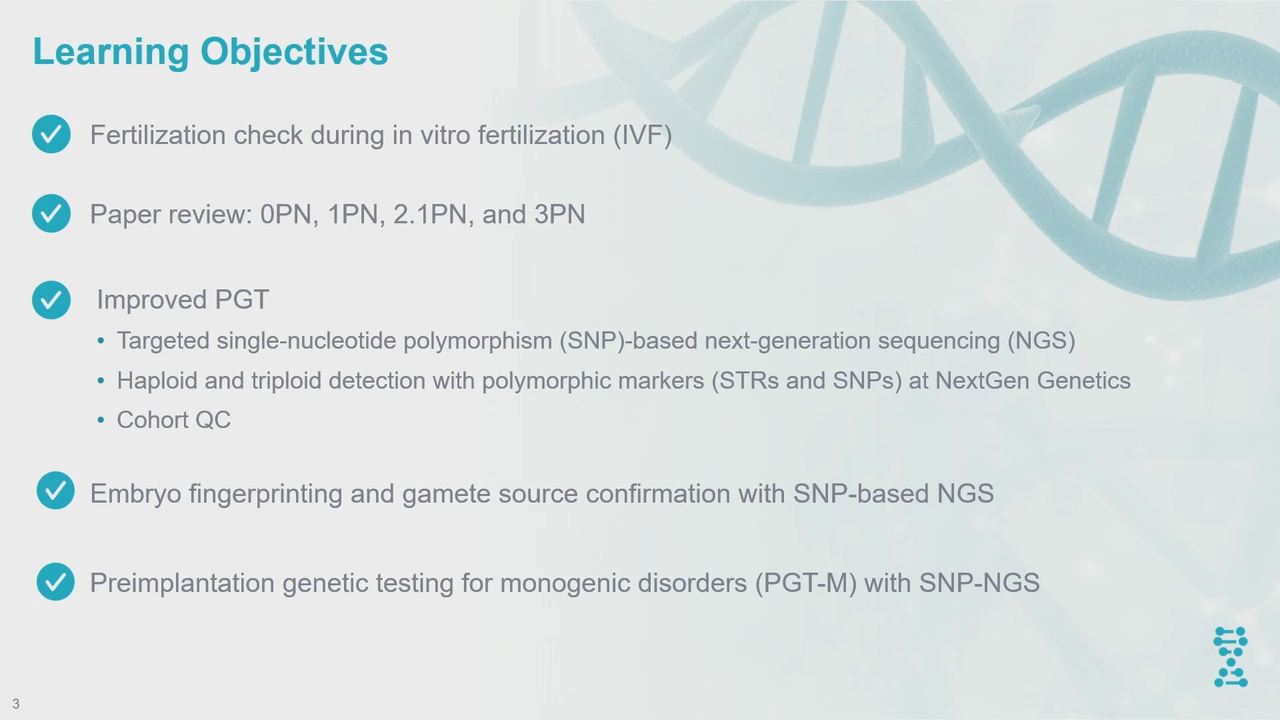 Learning Objectives
Fertilization check during in vitro fertilization (IVF)
Paper review: 0PN, 1PN, 2.1PN, and 3PN
Improved PGT
• Targeted single-nucleotide polymorphism (SNP)-based next-generation sequencing (NGS)
• Haploid and triploid detection with polymorphic markers (STRs and SNPs) at NextGen Genetics
• Cohort QC
Embryo fingerprinting and gamete source confirmation with SNP-based NGS
Preimplantation genetic testing for monogenic disorders (PGT-M) with SNP-NGS
3